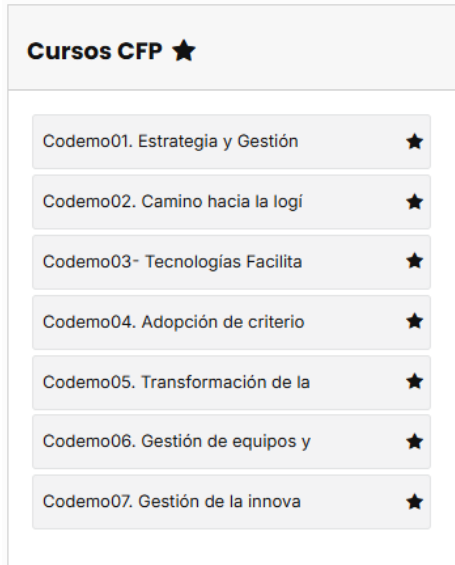 Cursos CFP
Codemo01. Estrategia y Gestión
Codemo02. Camino hacia la logí
Codemo03- Tecnologías Facilita
Codemo04. Adopción de criterio
Codemo05. Transformación de la
Codemo06. Gestión de equipos y
Codemo07. Gestión de la innova